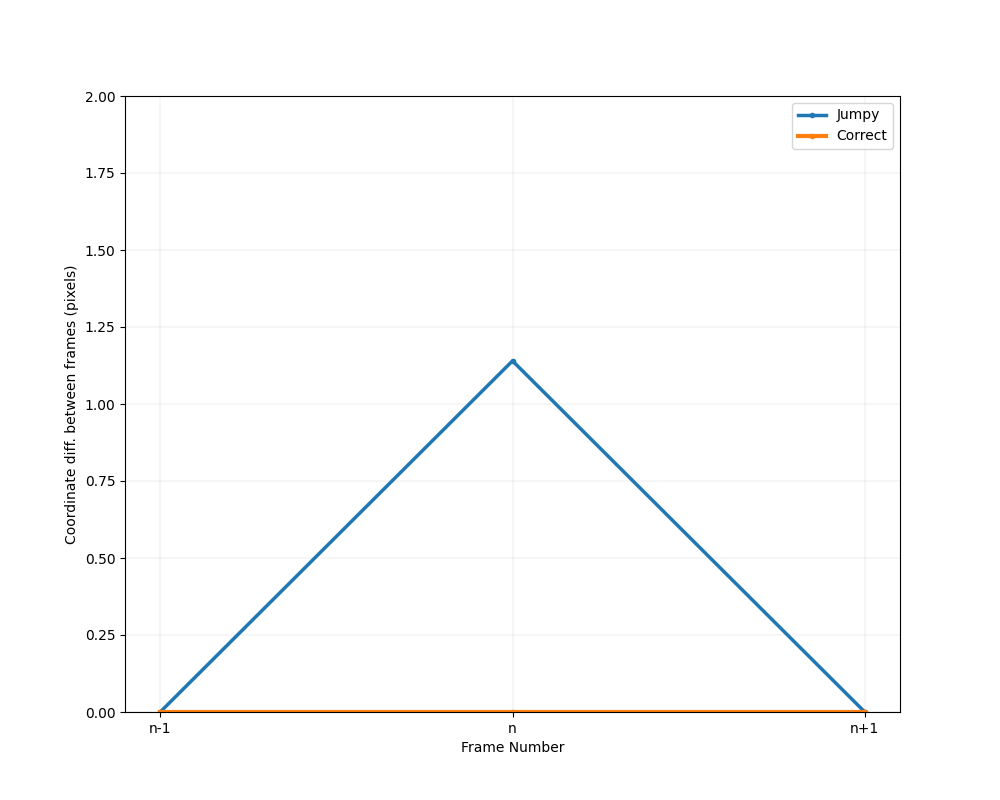 2.00
1.75
1.50
1.25
1.00
0.75
0.50
0.25
0.00
Coordinate diff. between frames (pixels)
Jumpy
Correct
n-1
n
n+1
Frame Number